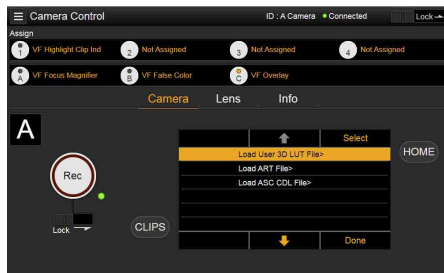 Camera Control
ID : A Camera Connected Lock
Assign
1 VF Highlight Clip Ind 2 Not Assigned 3 Not Assigned 4 Not Assigned
A VF Focus Magnifier B VF False Color C VF Overlay
Camera Lens Info
A
Select
Load User 3D LUT File>
HOME
Load ART File>
Rec
Load ASC CDL File>
Lock
CLIPS
Done